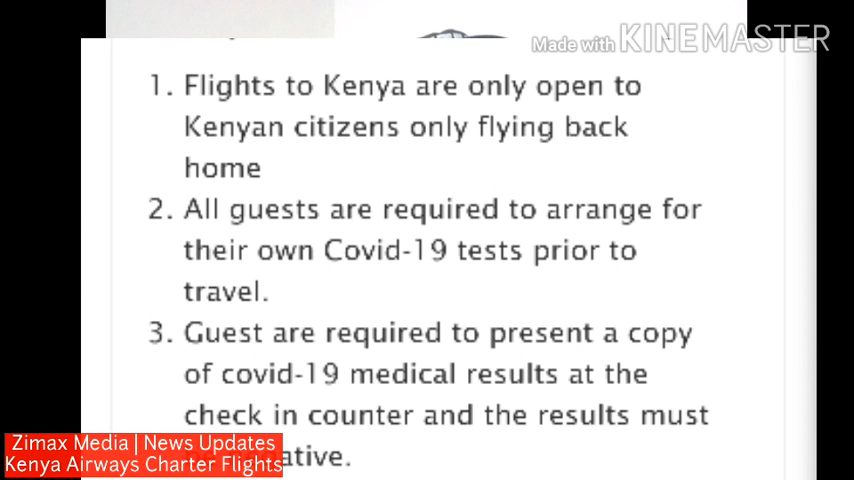 Made with KINEMASTER
1. Flights to Kenya are only open to
Kenyan citizens only flying back
home
2. All guests are required to arrange for
their own Covid-19 tests prior to
travel.
3. Guest are required to present a copy
of covid-19 medical results at the
check in counter and the results must
Zimax Media | News Updates
Kenya Airways Charter Flights